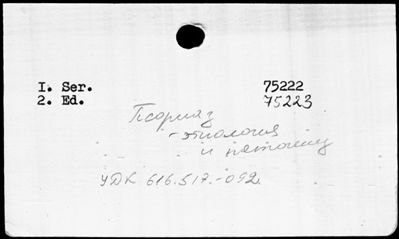 I. Ser. 75222
2. Ed. 75223
Псориаз
- этиология
и патогенез
УДК 616.517.-092.